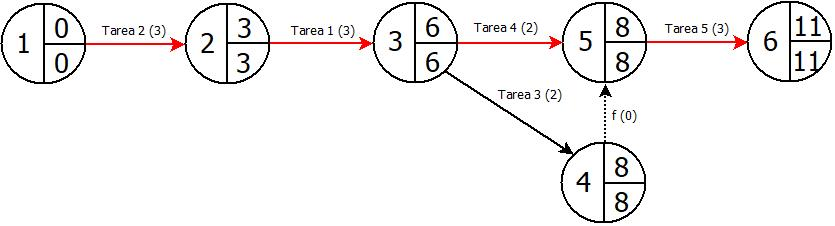 Tarea 2 (3)
Tarea 1 (3)
Tarea 4 (2)
Tarea 5 (3)
1 0 0
2 3 3
3 6 6
5 8 8
6 11 11
Tarea 3 (2)
f (0)
4 8 8